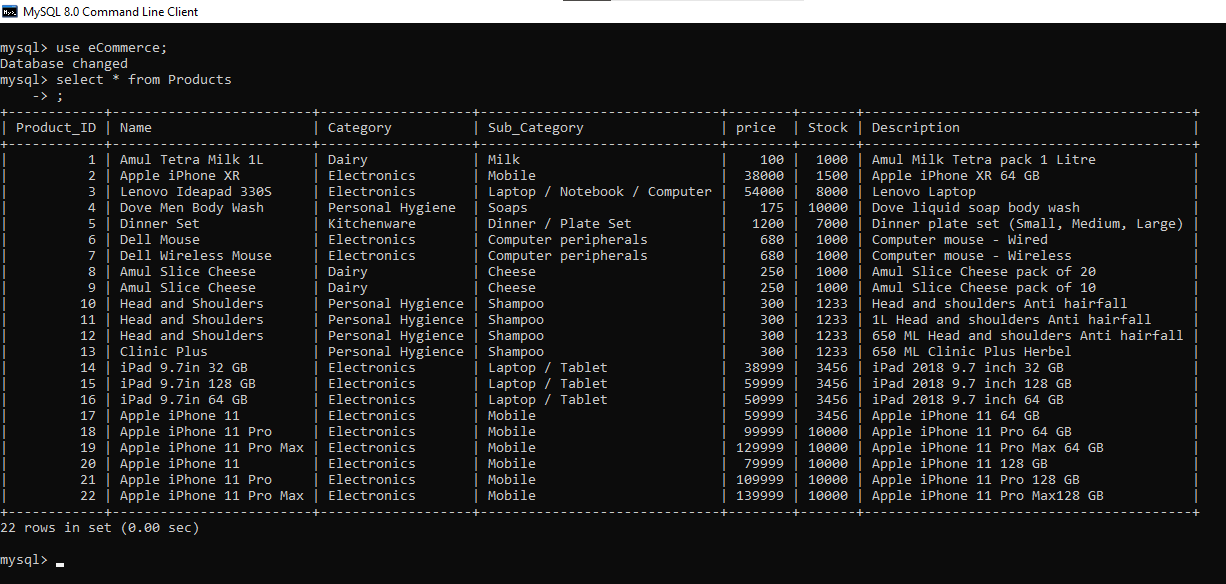 MySQL 8.0 Command Line Client
mysql> use eCommerce;
Database changed
mysql> select * from Products
    -> ;
+------------+-------------------------+--------------------+------------------------------+--------+-------+-----------------------------------------+
| Product_ID | Name                    | Category           | Sub_Category                 | price  | Stock | Description                             |
+------------+-------------------------+--------------------+------------------------------+--------+-------+-----------------------------------------+
|          1 | Amul Tetra Milk 1L      | Dairy             | Milk                         |    100 |  1000 | Amul Milk Tetra pack 1 Litre            |
|          2 | Apple iPhone XR         | Electronics       | Mobile                       |  38000 |  1500 | Apple iPhone XR 64 GB                   |
|          3 | Lenovo Ideapad 330S     | Electronics       | Laptop / Notebook / Computer |  54000 |  8000 | Lenovo Laptop                           |
|          4 | Dove Men Body Wash      | Personal Hygiene  | Soaps                        |    175 | 10000 | Dove liquid soap body wash              |
|          5 | Dinner Set              | Kitchenware       | Dinner / Plate Set           |   1200 |  7000 | Dinner plate set (Small, Medium, Large) |
|          6 | Dell Mouse              | Electronics       | Computer peripherals         |    680 |  1000 | Computer mouse - Wired                  |
|          7 | Dell Wireless Mouse     | Electronics       | Computer peripherals         |    680 |  1000 | Computer mouse - Wireless               |
|          8 | Amul Slice Cheese       | Dairy             | Cheese                       |    250 |  1000 | Amul Slice Cheese pack of 20            |
|          9 | Amul Slice Cheese       | Dairy             | Cheese                       |    250 |  1000 | Amul Slice Cheese pack of 10            |
|         10 | Head and Shoulders      | Personal Hygience | Shampoo                      |    300 |  1233 | Head and shoulders Anti hairfall        |
|         11 | Head and Shoulders      | Personal Hygience | Shampoo                      |    300 |  1233 | 1L Head and shoulders Anti hairfall     |
|         12 | Head and Shoulders      | Personal Hygience | Shampoo                      |    300 |  1233 | 650 ML Head and shoulders Anti hairfall |
|         13 | Clinic Plus             | Personal Hygience | Shampoo                      |    300 |  1233 | 650 ML Clinic Plus Herbel               |
|         14 | iPad 9.7in 32 GB        | Electronics       | Laptop / Tablet              |  38999 |  3456 | iPad 2018 9.7 inch 32 GB                |
|         15 | iPad 9.7in 128 GB       | Electronics       | Laptop / Tablet              |  59999 |  3456 | iPad 2018 9.7 inch 128 GB               |
|         16 | iPad 9.7in 64 GB        | Electronics       | Laptop / Tablet              |  50999 |  3456 | iPad 2018 9.7 inch 64 GB                |
|         17 | Apple iPhone 11         | Electronics       | Mobile                       |  59999 |  3456 | Apple iPhone 11 64 GB                   |
|         18 | Apple iPhone 11 Pro     | Electronics       | Mobile                       |  99999 | 10000 | Apple iPhone 11 Pro 64 GB               |
|         19 | Apple iPhone 11 Pro Max | Electronics       | Mobile                       | 129999 | 10000 | Apple iPhone 11 Pro Max 64 GB           |
|         20 | Apple iPhone 11         | Electronics       | Mobile                       |  79999 | 10000 | Apple iPhone 11 128 GB                  |
|         21 | Apple iPhone 11 Pro     | Electronics       | Mobile                       | 109999 | 10000 | Apple iPhone 11 Pro 128 GB              |
|         22 | Apple iPhone 11 Pro Max | Electronics       | Mobile                       | 139999 | 10000 | Apple iPhone 11 Pro Max128 GB           |
+------------+-------------------------+--------------------+------------------------------+--------+-------+-----------------------------------------+
22 rows in set (0.00 sec)
mysql>